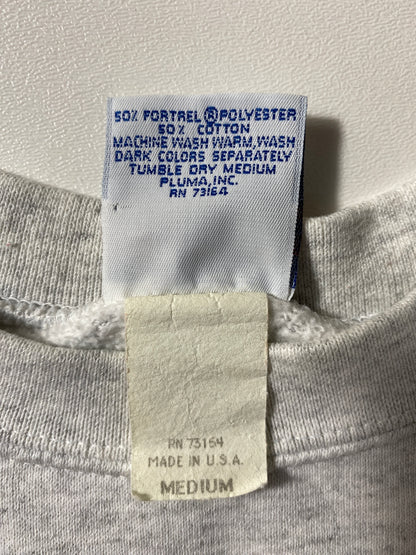 50% FORTREL ® POLYESTER
50% COTTON
MACHINE WASH WARM, WASH
DARK COLORS SEPARATELY
TUMBLE DRY MEDIUM
PLUMA, INC.
RN 73164
RN 73164
MADE IN U.S.A.
MEDIUM